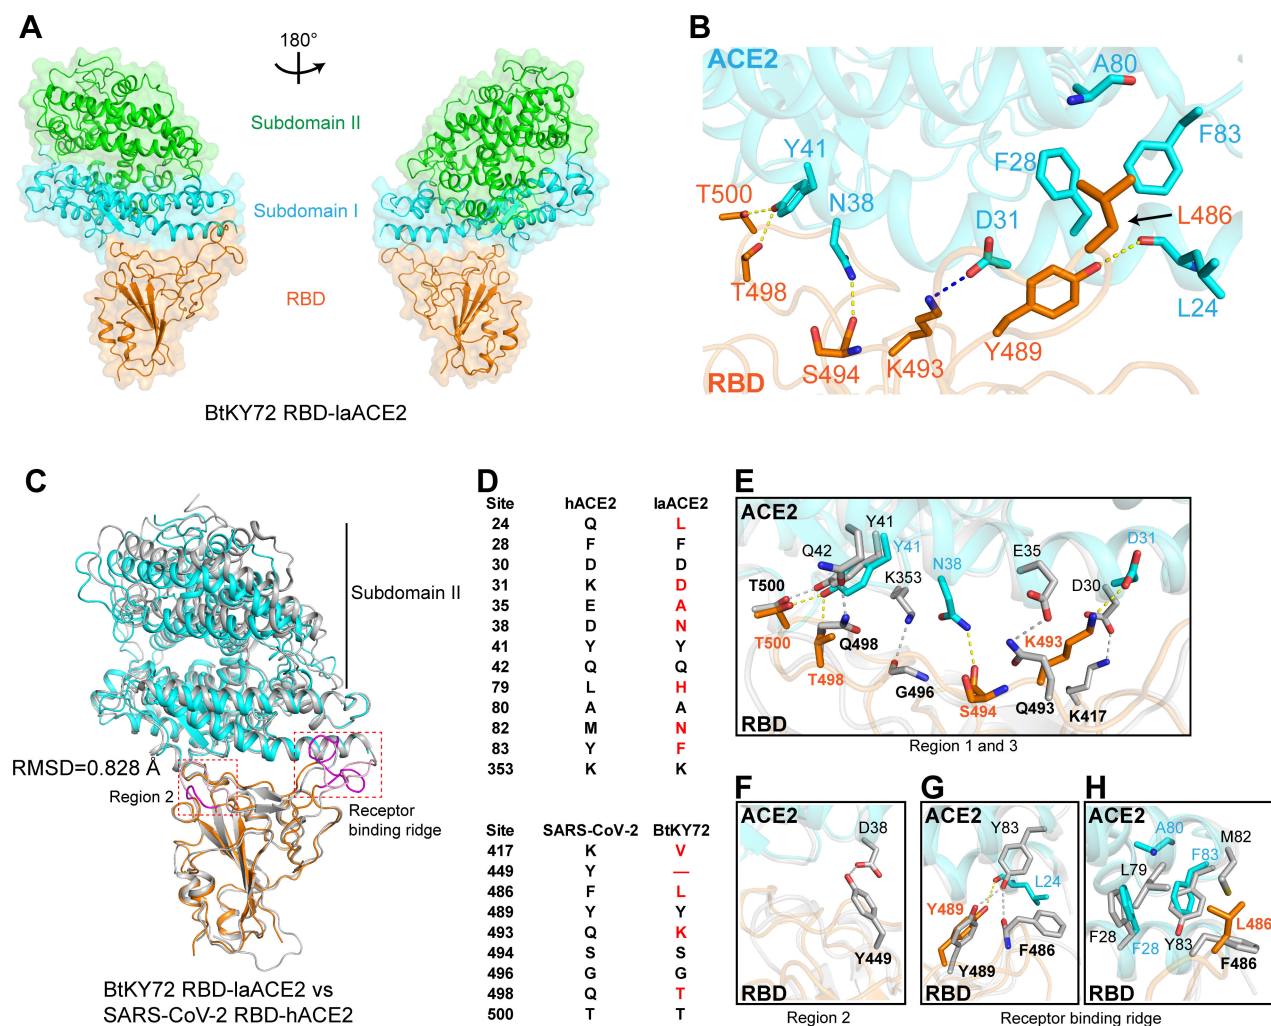 A
180°
Subdomain II
Subdomain I
RBD
BtKY72 RBD-laACE2
B
ACE2
A80
F83
Y41
F28
T500
N38
D31
L486
T498
L24
Y489
S494
K493
RBD
C
Subdomain II
RMSD=0.828 Å
Region 2
Receptor
binding ridge
BtKY72 RBD-laACE2 vs
SARS-CoV-2 RBD-hACE2
D
Site hACE2 laACE2
24 Q L
28 F F
30 D D
31 K D
35 E A
38 D N
41 Y Y
42 Q Q
79 L H
80 A A
82 M N
83 Y F
353 K K
Site SARS-CoV-2 BtKY72
417 K V
449 Y —
486 F L
489 Y Y
493 Q K
494 S S
496 G G
498 Q T
500 T T
E
ACE2
Y41
Q42
Y41
E35
D31
K353
N38
T500
D30
T500
Q498
K493
T498
G496
S494
Q493
K417
RBD
Region 1 and 3
F
ACE2
D38
Y449
RBD
Region 2
G
ACE2
Y83
L24
Y489
F486
Y489
RBD
H
ACE2
A80
M82
L79
F83
L486
F28
F28
Y83
F486
RBD
Receptor binding ridge